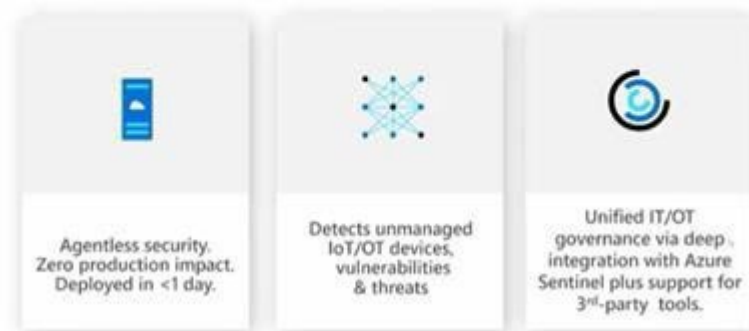 Agentless security.
Zero production impact.
Deployed in <1 day.
Detects unmanaged
IoT/OT devices,
vulnerabilities
& threats
Unified IT/OT
governance via deep
integration with Azure
Sentinel plus support for
3rd-party tools.